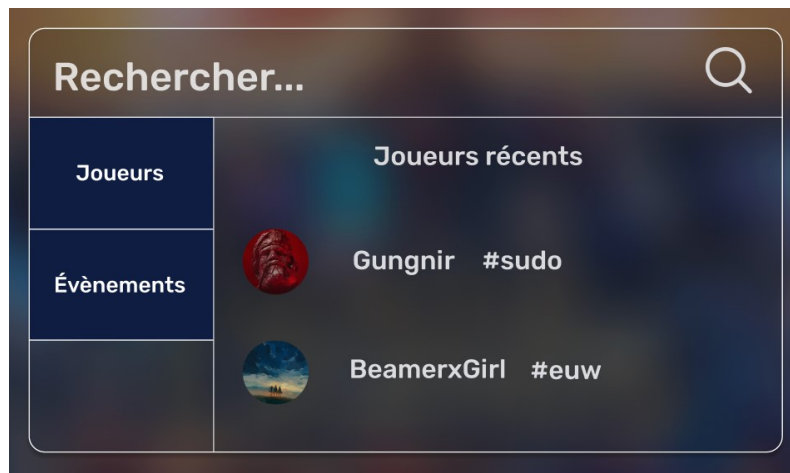 Rechercher...
Joueurs
Évènements
Joueurs récents
Gungnir #sudo
BeamerxGirl #euw